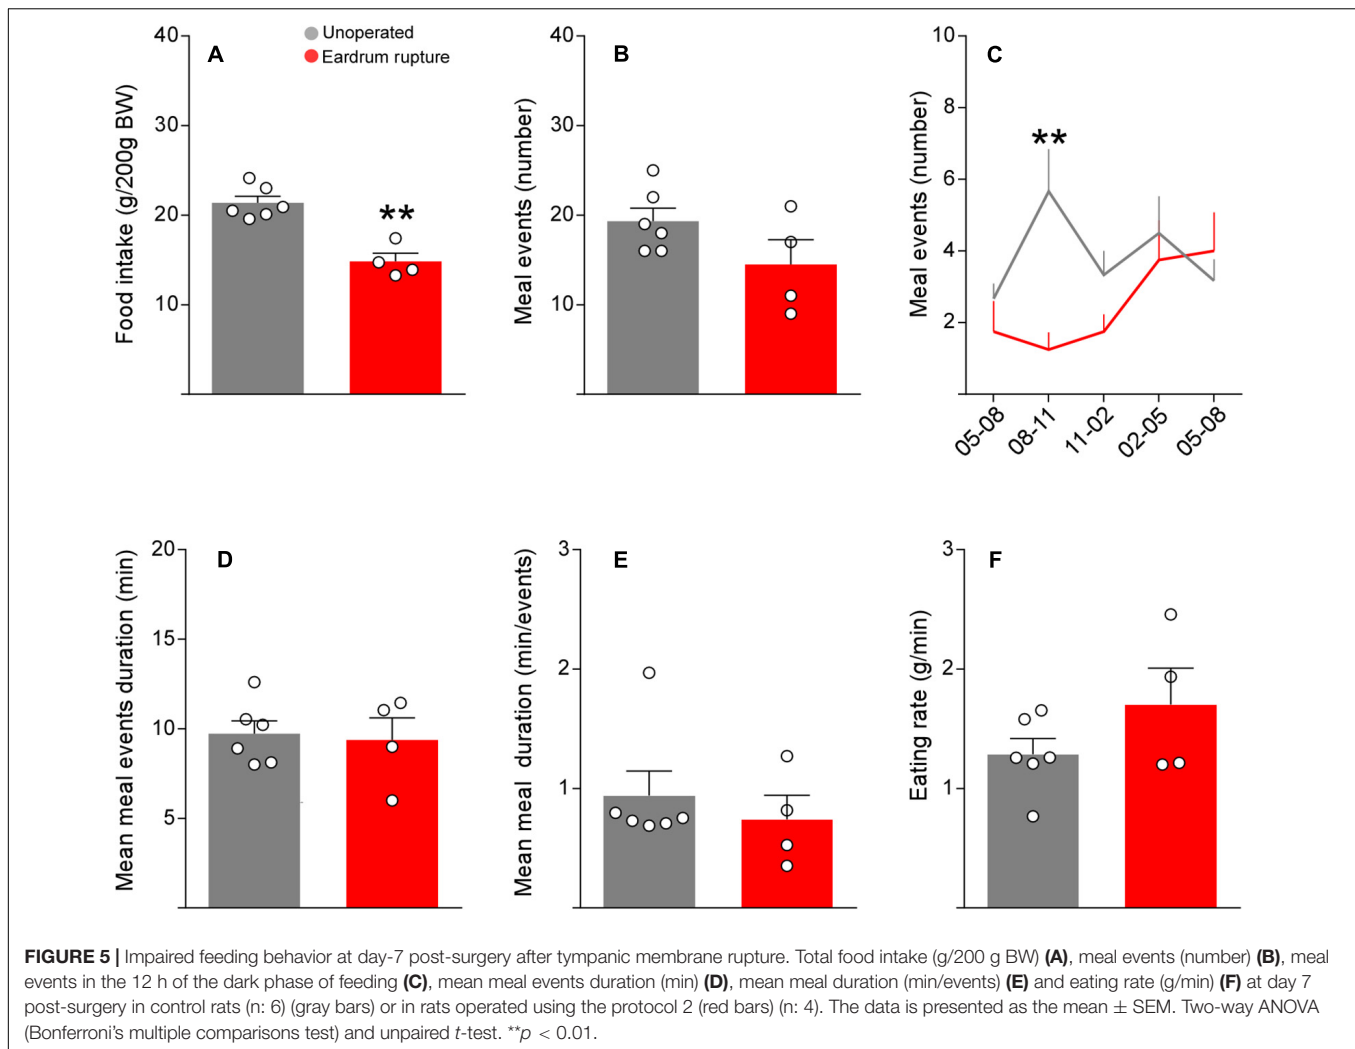 Unoperated
Eardrum rupture
A
Food intake (g/200g BW)
40
30
20
10
**
B
Meal events (number)
40
30
20
10
C
Meal events (number)
10
8
6
4
2
**
05-08
08-11
11-02
02-05
05-08
D
Mean meal events duration (min)
20
15
10
5
E
Mean meal duration (min/events)
3
2
1
F
Eating rate (g/min)
3
2
1
FIGURE 5 | Impaired feeding behavior at day-7 post-surgery after tympanic membrane rupture. Total food intake (g/200 g BW) (A), meal events (number) (B), meal
events in the 12 h of the dark phase of feeding (C), mean meal events duration (min) (D), mean meal duration (min/events) (E) and eating rate (g/min) (F) at day 7
post-surgery in control rats (n: 6) (gray bars) or in rats operated using the protocol 2 (red bars) (n: 4). The data is presented as the mean ± SEM. Two-way ANOVA
(Bonferroni's multiple comparisons test) and unpaired t-test. **p < 0.01.